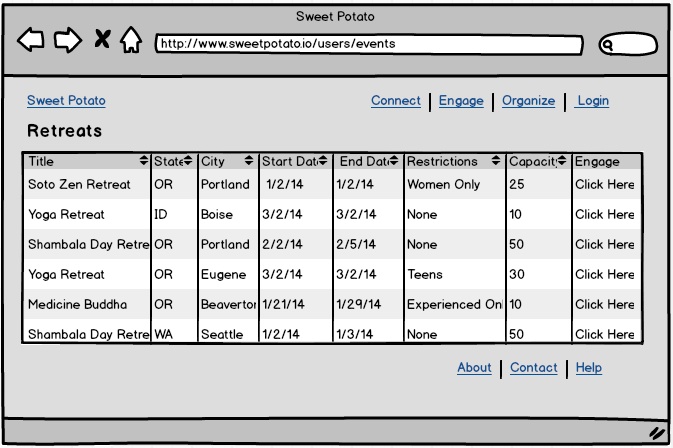 Sweet Potato
http://www.sweetpotato.io/users/events
Sweet Potato Connect Engage Organize Login
Retreats
Title State City Start Date End Date Restrictions Capacity Engage
Soto Zen Retreat OR Portland 1/2/14 1/2/14 Women Only 25 Click Here
Yoga Retreat ID Boise 3/2/14 3/2/14 None 10 Click Here
Shambala Day Retre OR Portland 2/2/14 2/5/14 None 50 Click Here
Yoga Retreat OR Eugene 3/2/14 3/2/14 Teens 30 Click Here
Medicine Buddha OR Beaverton 1/21/14 1/29/14 Experienced Onl 10 Click Here
Shambala Day Retre WA Seattle 1/2/14 1/3/14 None 50 Click Here
About Contact Help